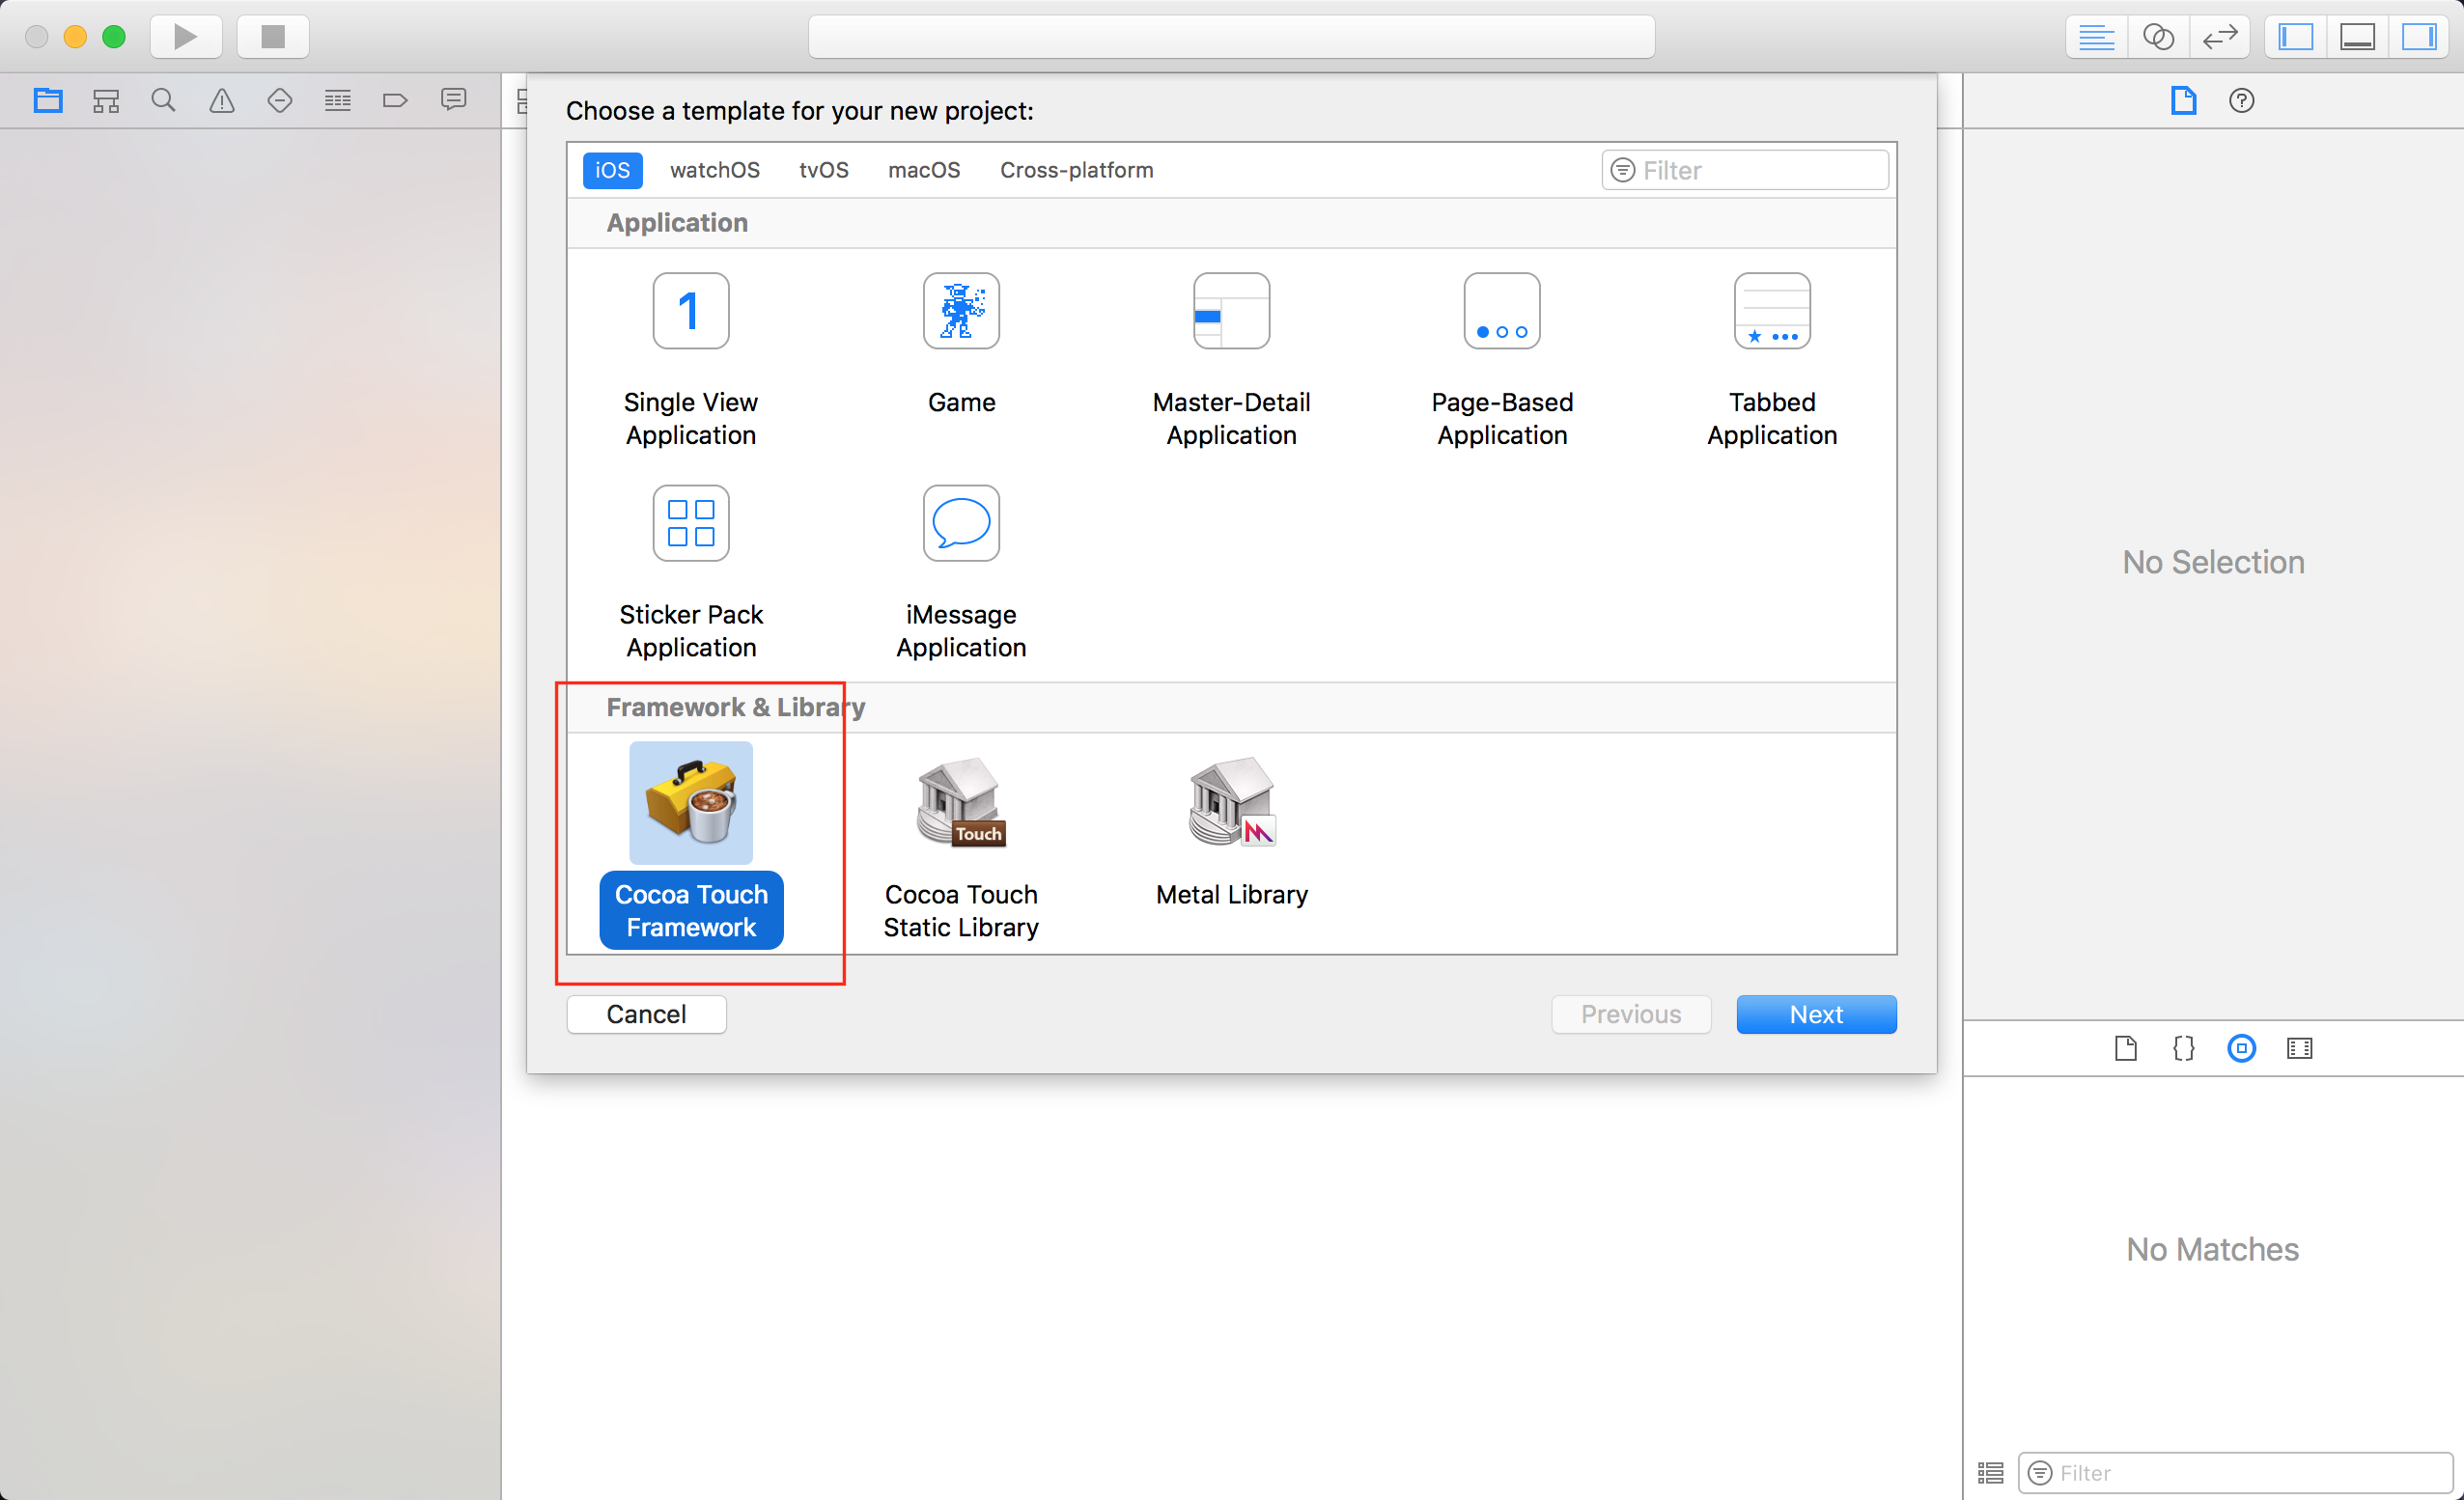 Choose a template for your new project:
iOS watchOS tvOS macOS Cross-platform Filter
Application
1
Single View Application
Game
Master-Detail Application
Page-Based Application
Tabbed Application
Sticker Pack Application
iMessage Application
Framework & Library
Touch
Cocoa Touch Framework
Cocoa Touch Static Library
Metal Library
Cancel Previous Next
No Selection
{}
No Matches
Filter